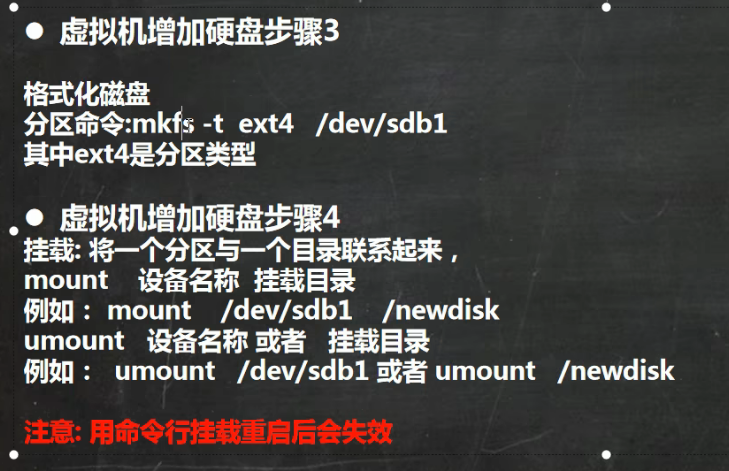 ● 虚拟机增加硬盘步骤3
格式化磁盘
分区命令:mkfs -t ext4 /dev/sdb1
其中ext4是分区类型
● 虚拟机增加硬盘步骤4
挂载: 将一个分区与一个目录联系起来，
mount 设备名称 挂载目录
例如： mount /dev/sdb1 /newdisk
umount 设备名称 或者 挂载目录
例如： umount /dev/sdb1 或者 umount /newdisk
注意: 用命令行挂载重启后会失效